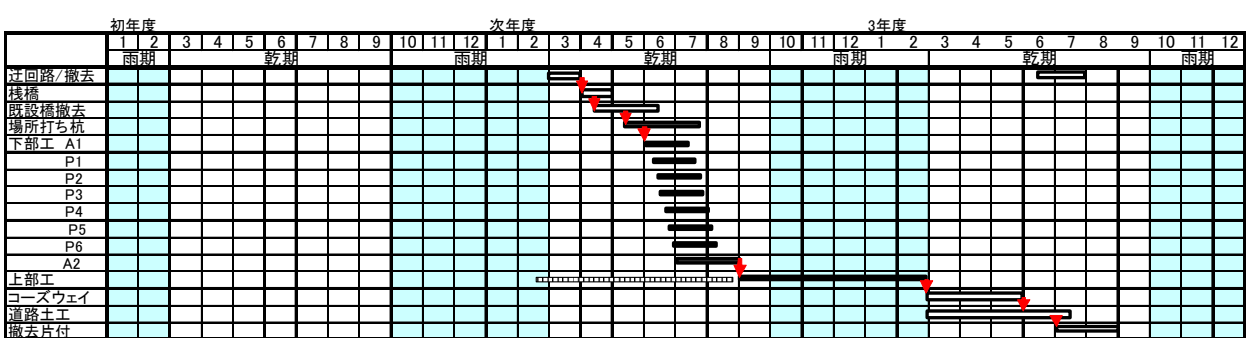 初年度 次年度 3年度
1 2 3 4 5 6 7 8 9 10 11 12 1 2 3 4 5 6 7 8 9 10 11 12 1 2 3 4 5 6 7 8 9 10 11 12
雨期 乾期 雨期 乾期 雨期 乾期 雨期
迂回路/撤去
桟橋
既設橋撤去
場所打ち杭
下部工 A1
P1
P2
P3
P4
P5
P6
A2
上部工
コーズウェイ
道路土工
撤去片付